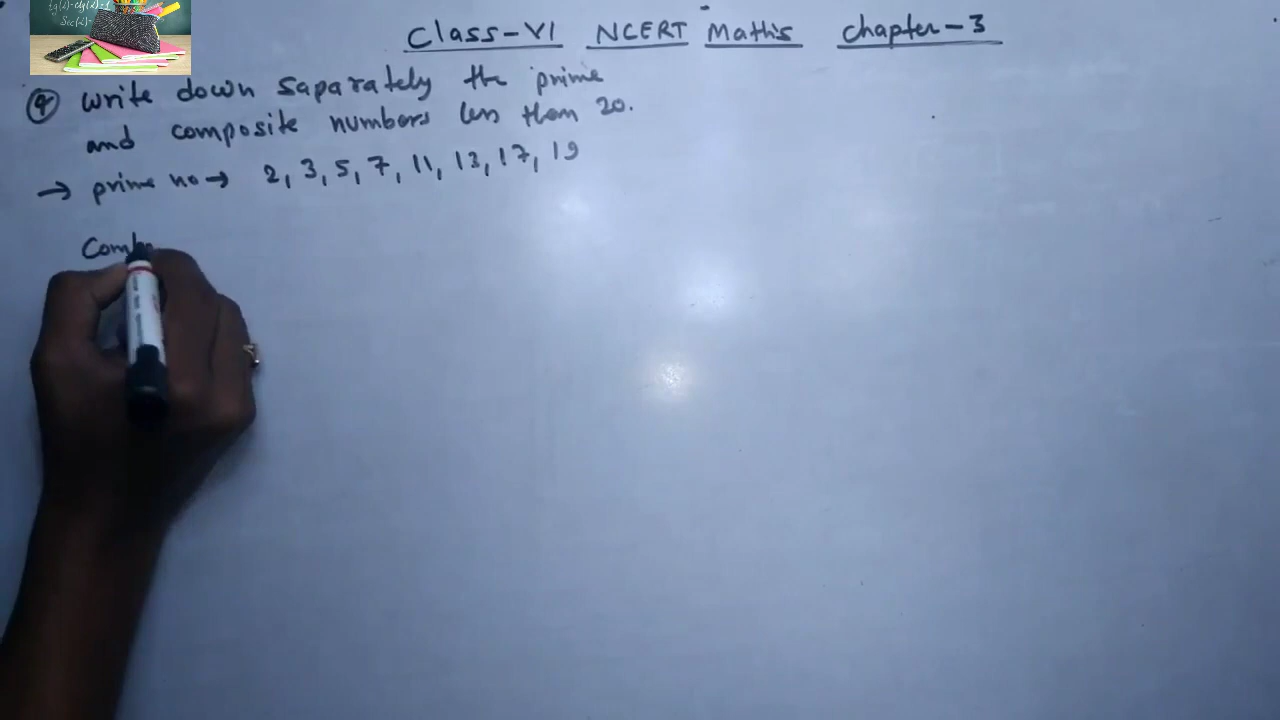 Class-VI NCERT Maths chapter-3
Q write down saparately the prime
and composite numbers less than 20.
→ prime no → 2, 3, 5, 7, 11, 13, 17, 19
Comp